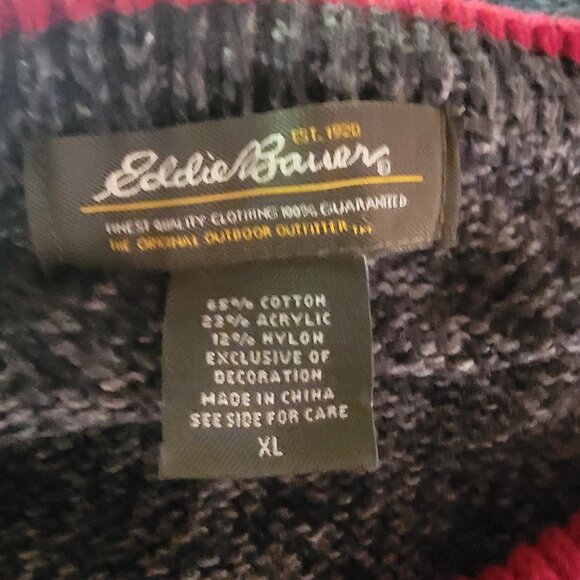 EST. 1920
Eddie Bauer
FINEST QUALITY CLOTHING 100% GUARANTEED
THE ORIGINAL OUTDOOR OUTFITTER TM
65% COTTON
23% ACRYLIC
12% NYLON
EXCLUSIVE OF
DECORATION
MADE IN CHINA
SEE SIDE FOR CARE
XL